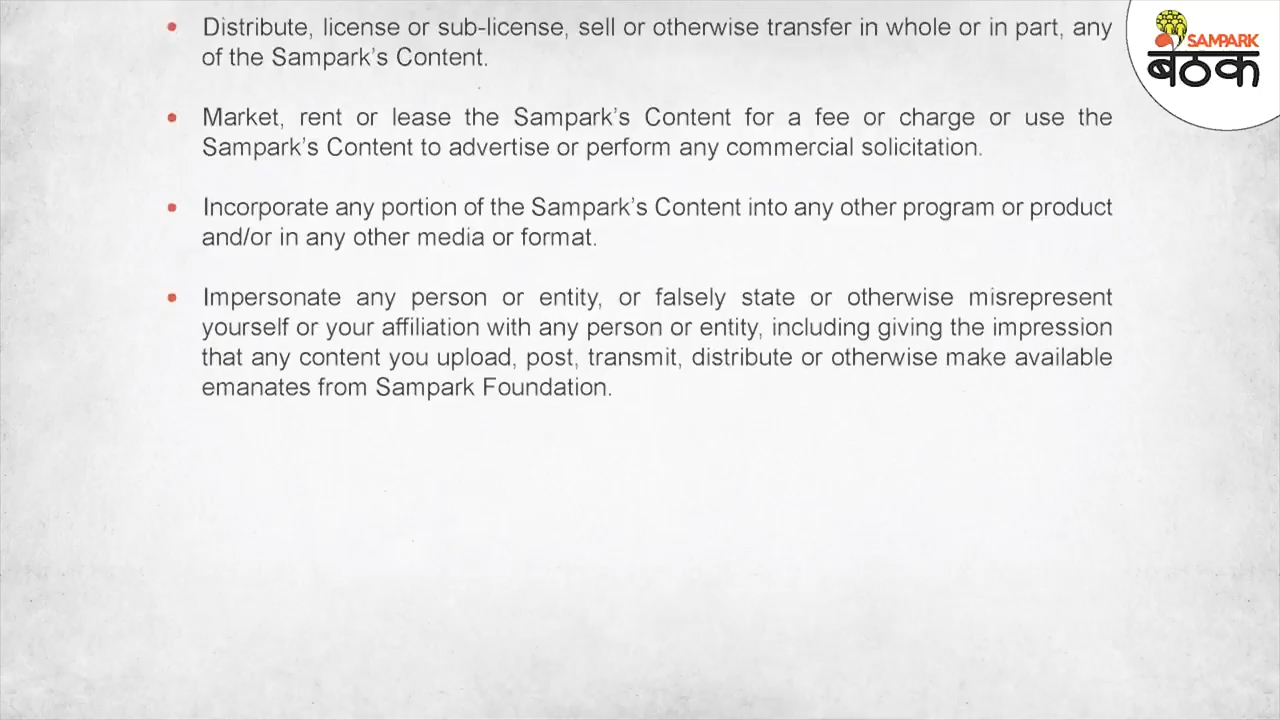 • Distribute, license or sub-license, sell or otherwise transfer in whole or in part, any
of the Sampark’s Content.
• Market, rent or lease the Sampark’s Content for a fee or charge or use the
Sampark’s Content to advertise or perform any commercial solicitation.
• Incorporate any portion of the Sampark’s Content into any other program or product
and/or in any other media or format.
• Impersonate any person or entity, or falsely state or otherwise misrepresent
yourself or your affiliation with any person or entity, including giving the impression
that any content you upload, post, transmit, distribute or otherwise make available
emanates from Sampark Foundation.
SAMPARK
बैठक